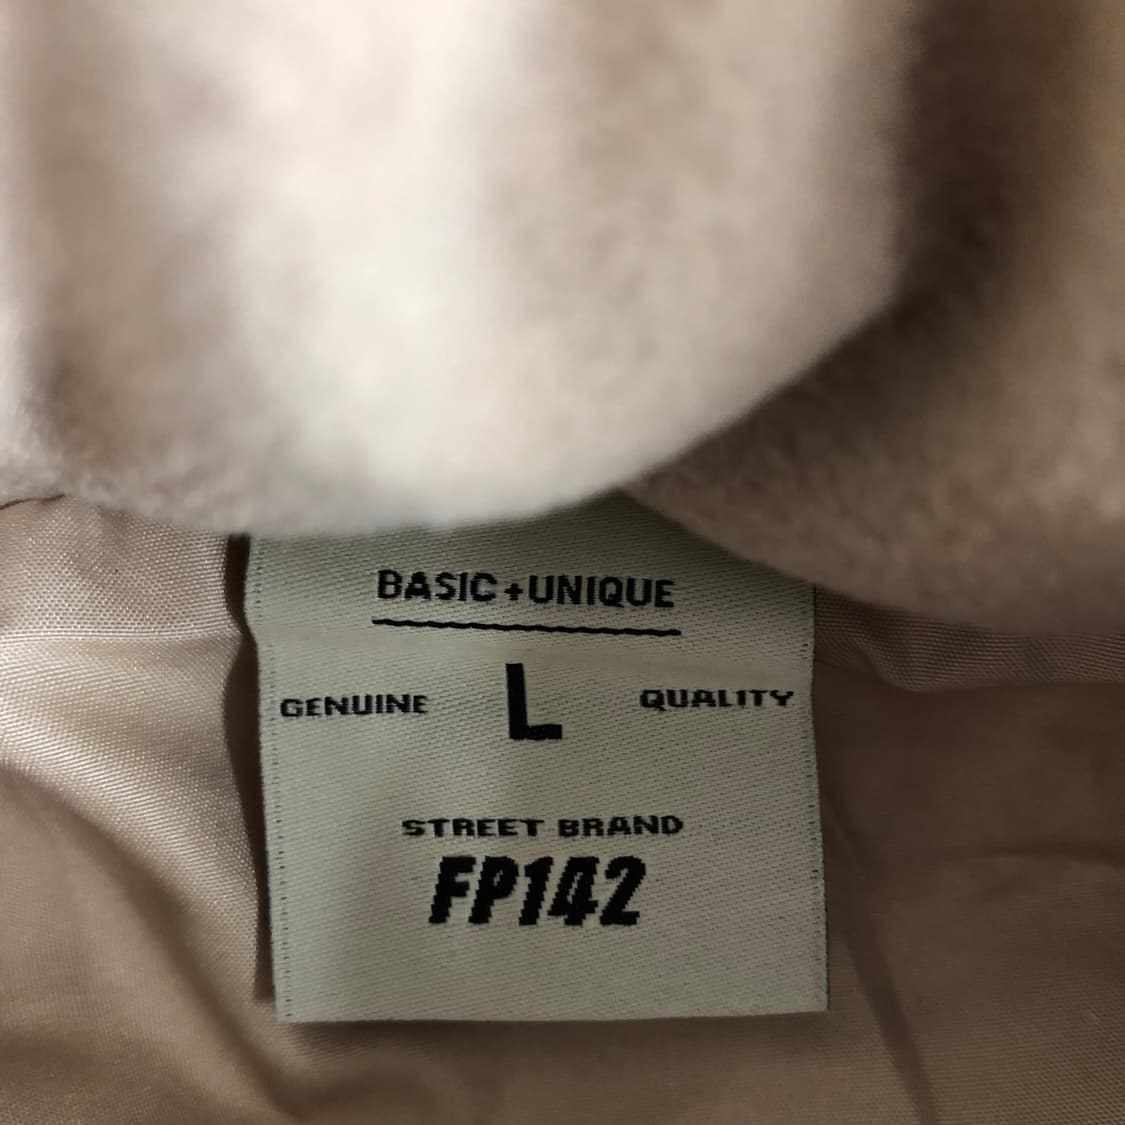 BASIC+UNIQUE
GENUINE L QUALITY
STREET BRAND
FP142